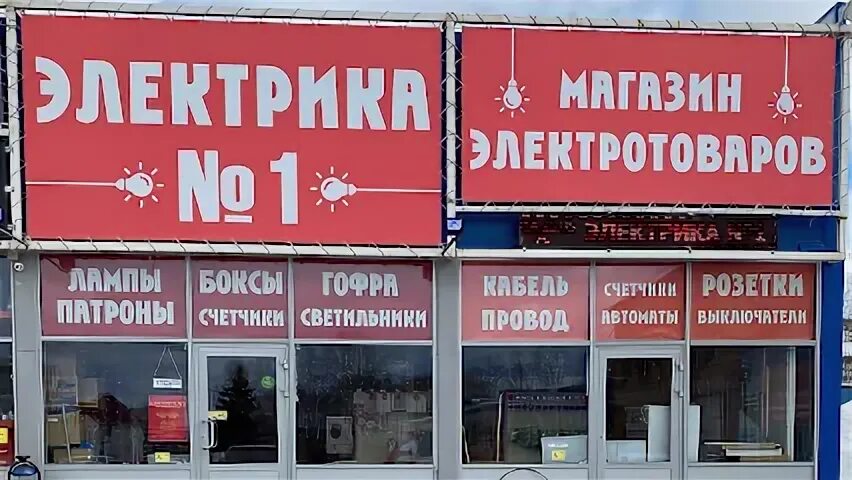 ЭЛЕКТРИКА
№1
МАГАЗИН
ЭЛЕКТРОТОВАРОВ
ЭЛЕКТРИКА №1
ЛАМПЫ
ПАТРОНЫ
БОКСЫ
СЧЕТЧИКИ
ГОФРА
СВЕТИЛЬНИКИ
КАБЕЛЬ
ПРОВОД
СЧЕТЧИКИ
АВТОМАТЫ
РОЗЕТКИ
ВЫКЛЮЧАТЕЛИ